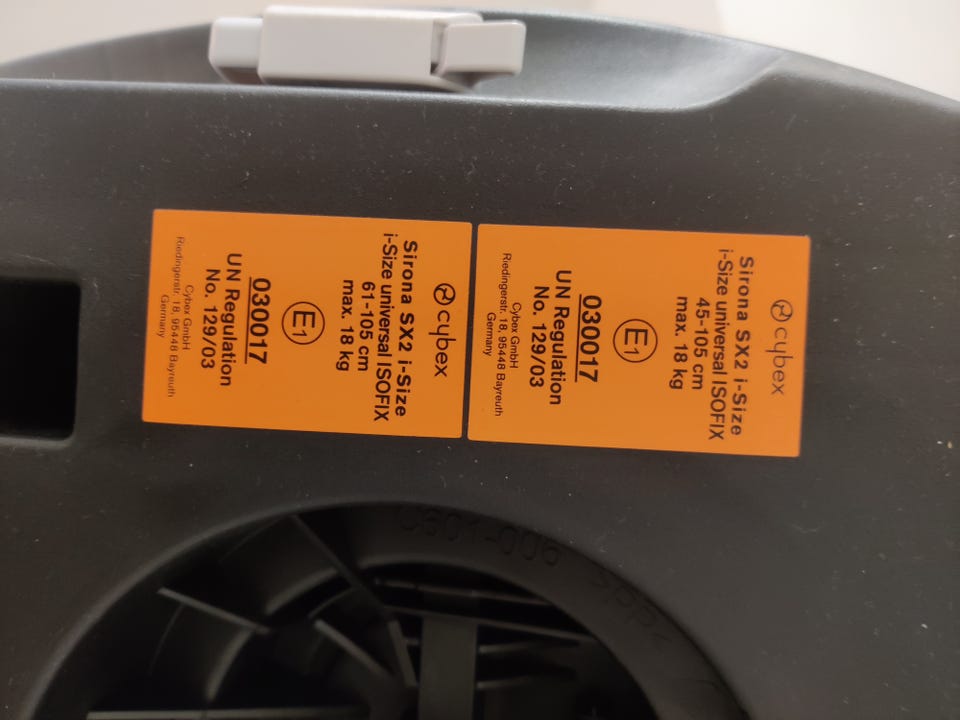 cybex
Sirona SX2 i-Size
i-Size universal ISOFIX
61-105 cm
max. 18 kg
E1
030017
UN Regulation
No. 129/03
Cybex GmbH
Riedingerstr. 18, 95448 Bayreuth
Germany
cybex
Sirona SX2 i-Size
i-Size universal ISOFIX
45-105 cm
max. 18 kg
E1
030017
UN Regulation
No. 129/03
Cybex GmbH
Riedingerstr. 18, 95448 Bayreuth
Germany
>PP<